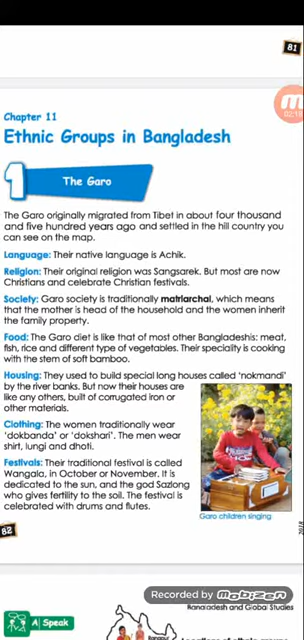 81
02:18
Chapter 11
Ethnic Groups in Bangladesh
1
The Garo
The Garo originally migrated from Tibet in about four thousand
and five hundred years ago and settled in the hill country you
can see on the map.
Language: Their native language is Achik.
Religion: Their original religion was Sangsarek. But most are now
Christians and celebrate Christian festivals.
Society: Garo society is traditionally matriarchal, which means
that the mother is head of the household and the women inherit
the family property.
Food: The Garo diet is like that of most other Bangladeshis: meat,
fish, rice and different type of vegetables. Their speciality is cooking
with the stem of soft bamboo.
Housing: They used to build special long houses called 'nokmandi'
by the river banks. But now their houses are
like any others, built of corrugated iron or
other materials.
Clothing: The women traditionally wear
'dokbanda' or 'dokshari'. The men wear
shirt, lungi and dhoti.
Festivals: Their traditional festival is called
Wangala, in October or November. It
is dedicated to the sun, and the god Sazlong
who gives fertility to the soil. The festival is
celebrated with drums and flutes.
Garo children singing
82
2018
Recorded by mobizen
Bangladesh and Global Studies
A Speak
Rangpur